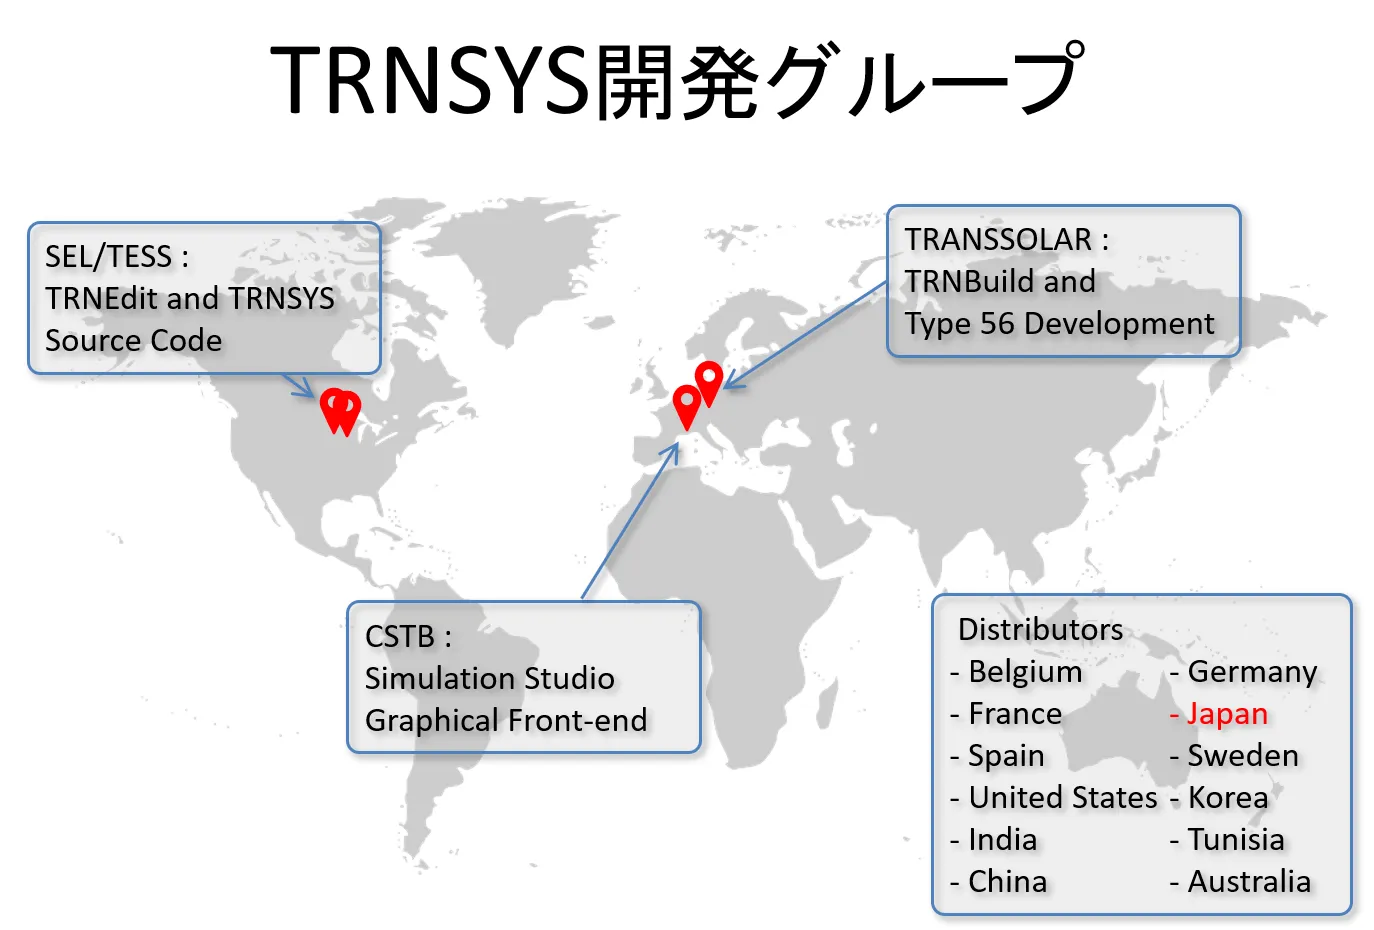 TRNSYS開発グループ
SEL/TESS :
TRNEdit and TRNSYS
Source Code
TRANSSOLAR :
TRNBuild and
Type 56 Development
CSTB :
Simulation Studio
Graphical Front-end
Distributors
- Belgium
- France
- Spain
- United States
- India
- China
- Germany
- Japan
- Sweden
- Korea
- Tunisia
- Australia